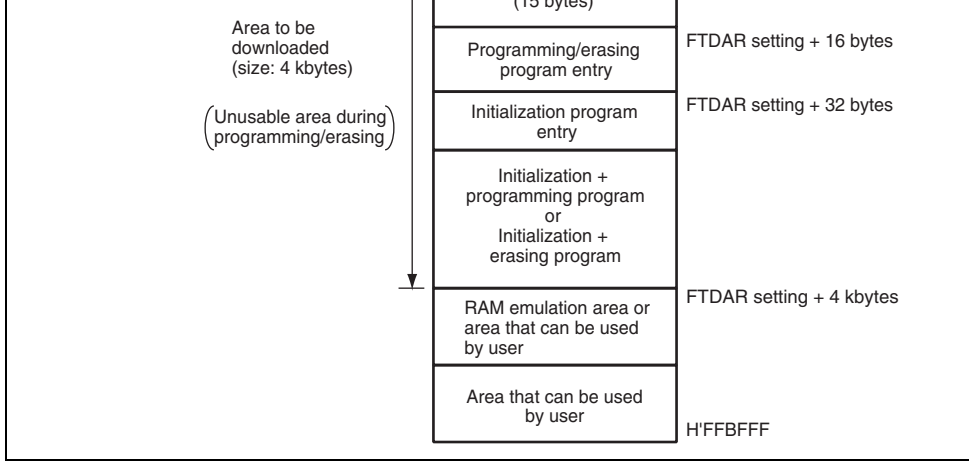 (15 bytes)
Area to be
downloaded
(size: 4 kbytes)
(Unusable area during
programming/erasing)
Programming/erasing
program entry
FTDAR setting + 16 bytes
Initialization program
entry
FTDAR setting + 32 bytes
Initialization +
programming program
or
Initialization +
erasing program
FTDAR setting + 4 kbytes
RAM emulation area or
area that can be used
by user
Area that can be used
by user
H'FFBFFF